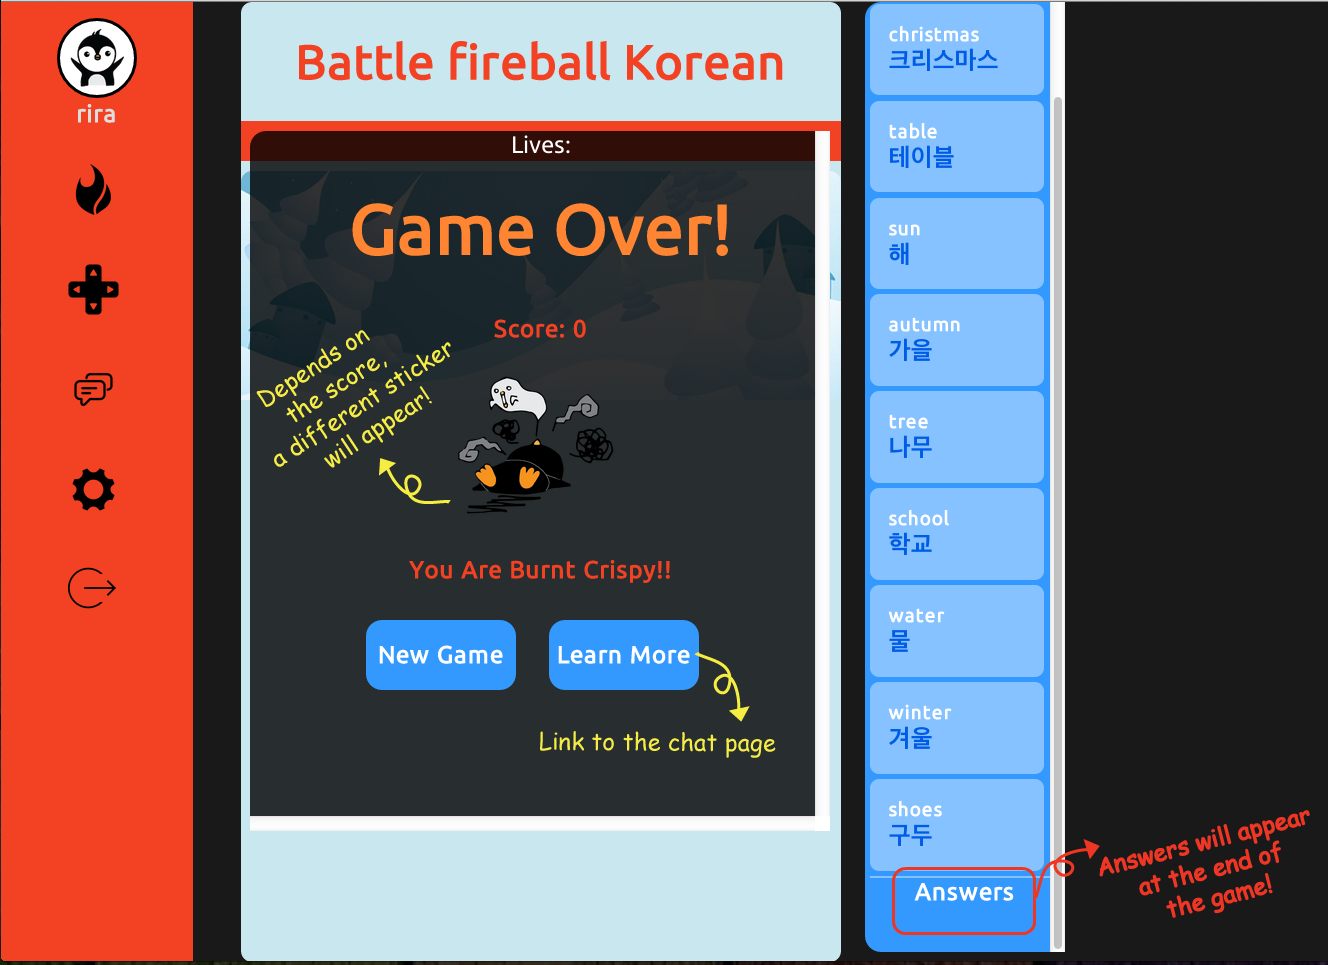 rira
Battle fireball Korean
Lives:
Game Over!
Score: 0
Depends on
the score,
a different sticker
will appear!
You Are Burnt Crispy!!
New Game
Learn More
Link to the chat page
christmas
크리스마스
table
테이블
sun
해
autumn
가을
tree
나무
school
학교
water
물
winter
겨울
shoes
구두
Answers
Answers will appear
at the end of
the game!